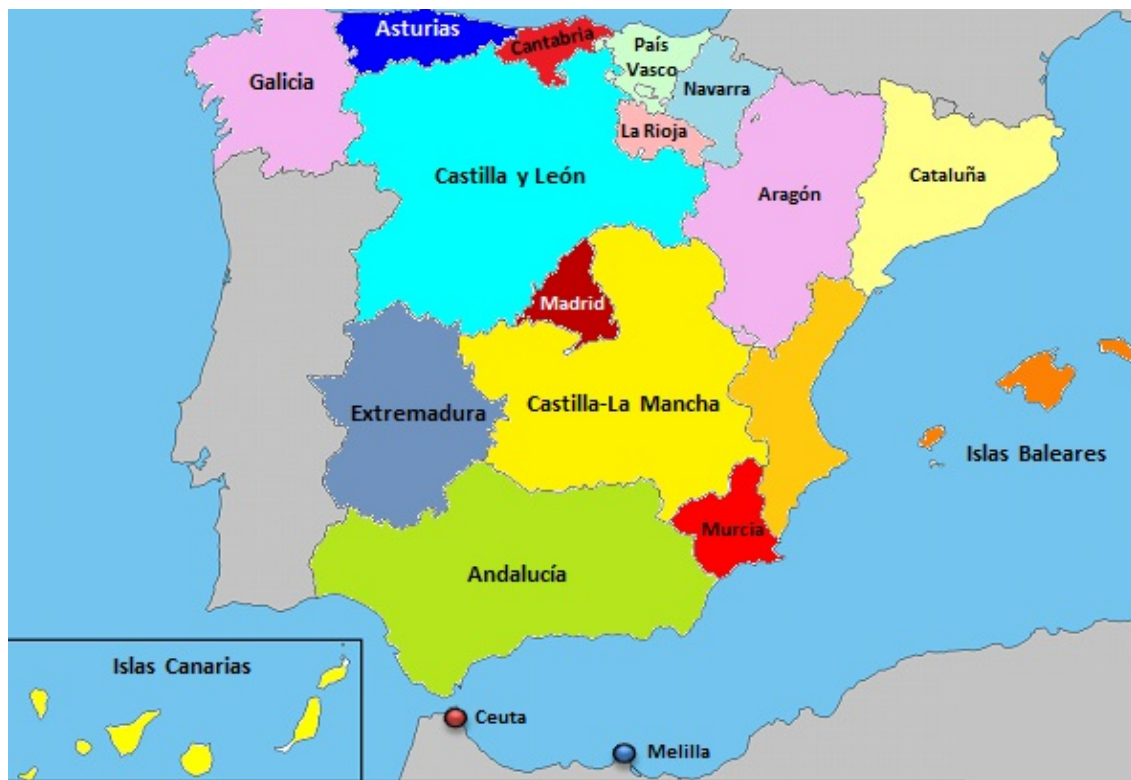 Asturias
Cantabria
País
Vasco
Galicia
Navarra
La Rioja
Castilla y León
Cataluña
Aragón
Madrid
Castilla-La Mancha
Extremadura
Islas Baleares
Murcia
Andalucía
Islas Canarias
Ceuta
Melilla